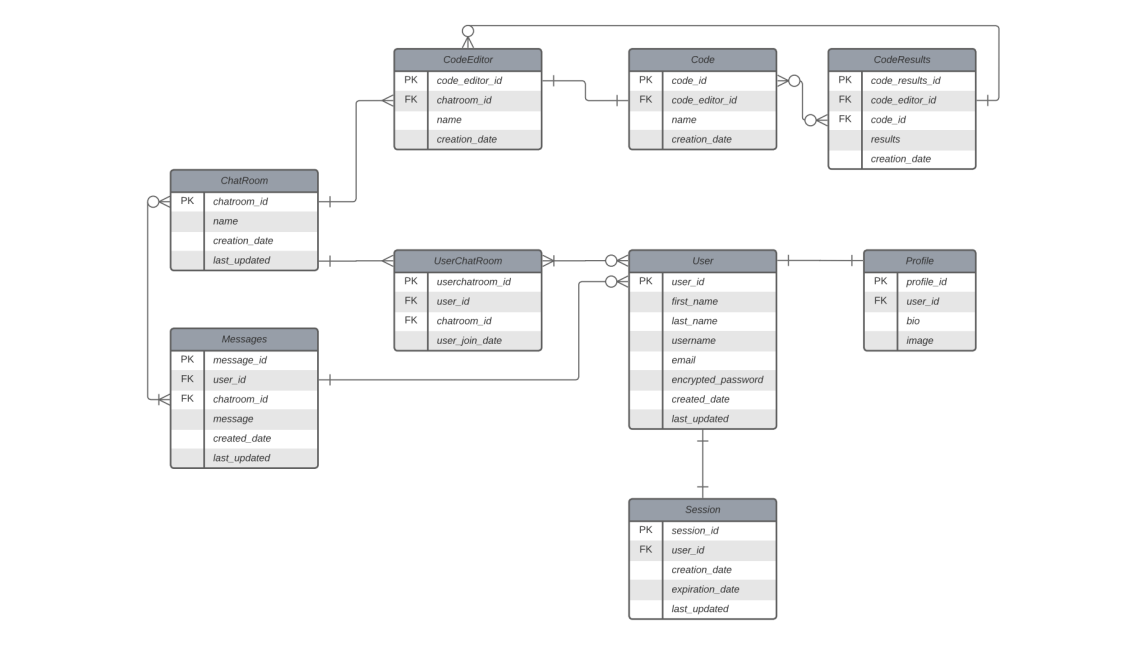 CodeEditor
PK code_editor_id
FK chatroom_id
name
creation_date
Code
PK code_id
FK code_editor_id
name
creation_date
CodeResults
PK code_results_id
FK code_editor_id
FK code_id
results
creation_date
ChatRoom
PK chatroom_id
name
creation_date
last_updated
UserChatRoom
PK userchatroom_id
FK user_id
FK chatroom_id
user_join_date
User
PK user_id
first_name
last_name
username
email
encrypted_password
created_date
last_updated
Profile
PK profile_id
FK user_id
bio
image
Messages
PK message_id
FK user_id
FK chatroom_id
message
created_date
last_updated
Session
PK session_id
FK user_id
creation_date
expiration_date
last_updated